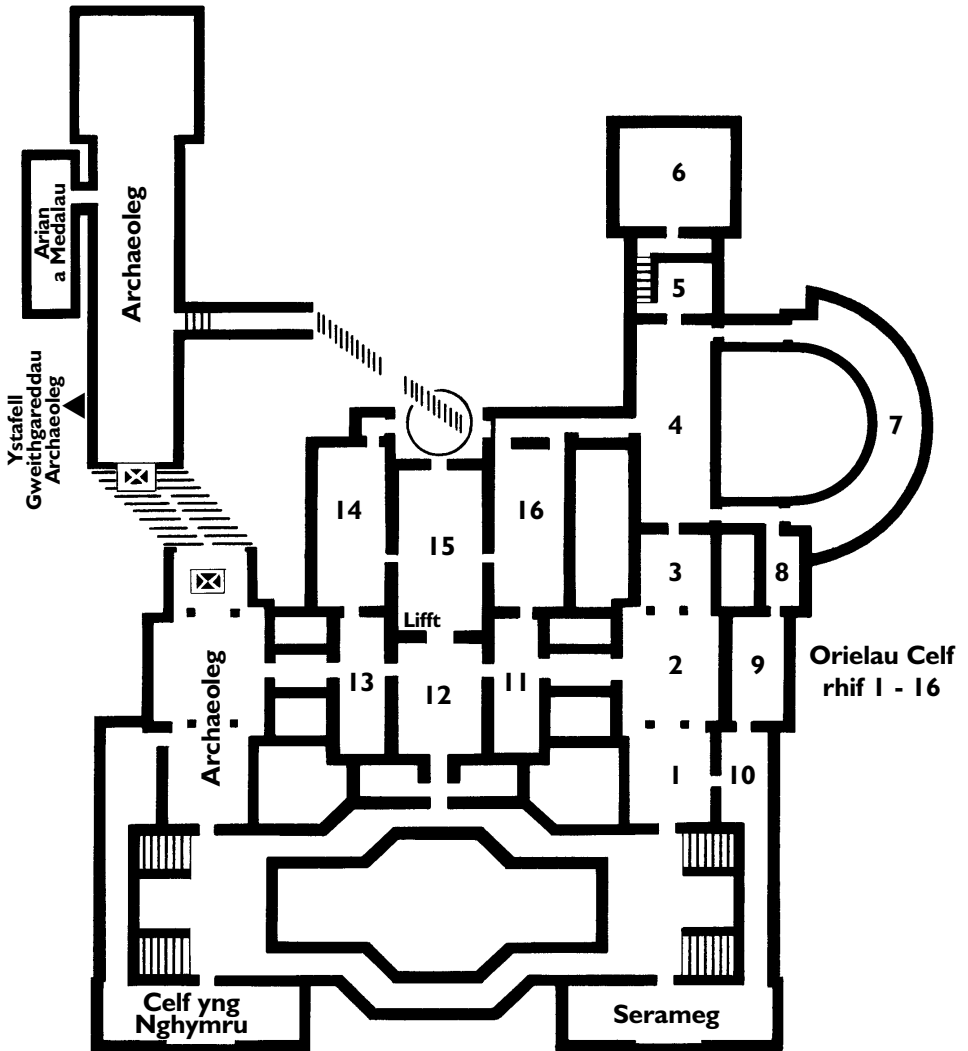 Archaeoleg
Arian
a Medalau
Ystafell
Gweithgareddau
Archaeoleg
6
5
4
7
14
16
15
3
8
Lifft
Archaeoleg
13
12
11
2
9
Orielau Celf
rhif 1 - 16
1
10
Celf yng
Nghymru
Serameg